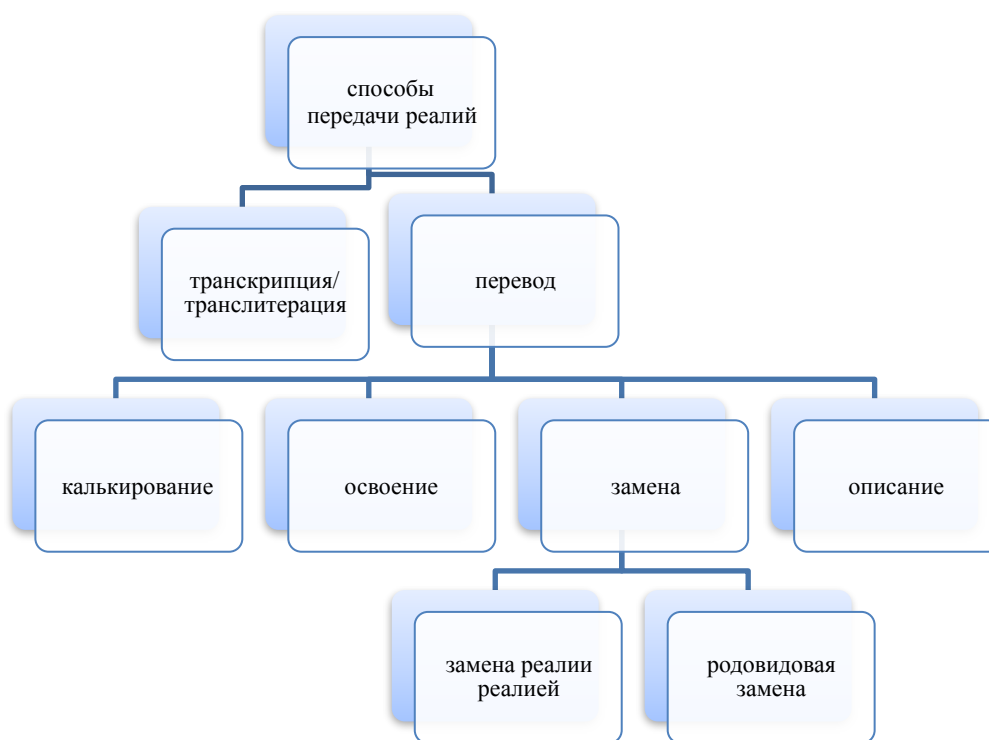 способы
передачи реалий
транскрипция/
транслитерация
перевод
калькирование
освоение
замена
описание
замена реалии
реалией
родовидовая
замена